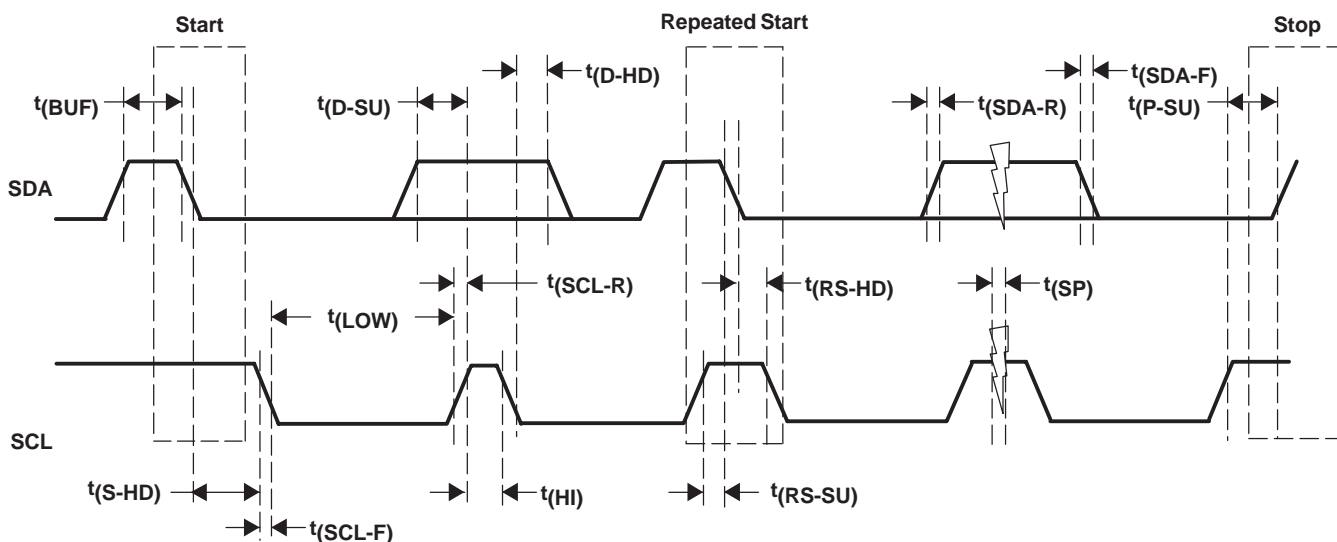 Start
Repeated Start
Stop
t(D-HD)
t(SDA-F)
t(BUF)
t(D-SU)
t(SDA-R)
t(P-SU)
SDA
t(SCL-R)
t(RS-HD)
t(SP)
t(LOW)
SCL
t(S-HD)
t(HI)
t(RS-SU)
t(SCL-F)